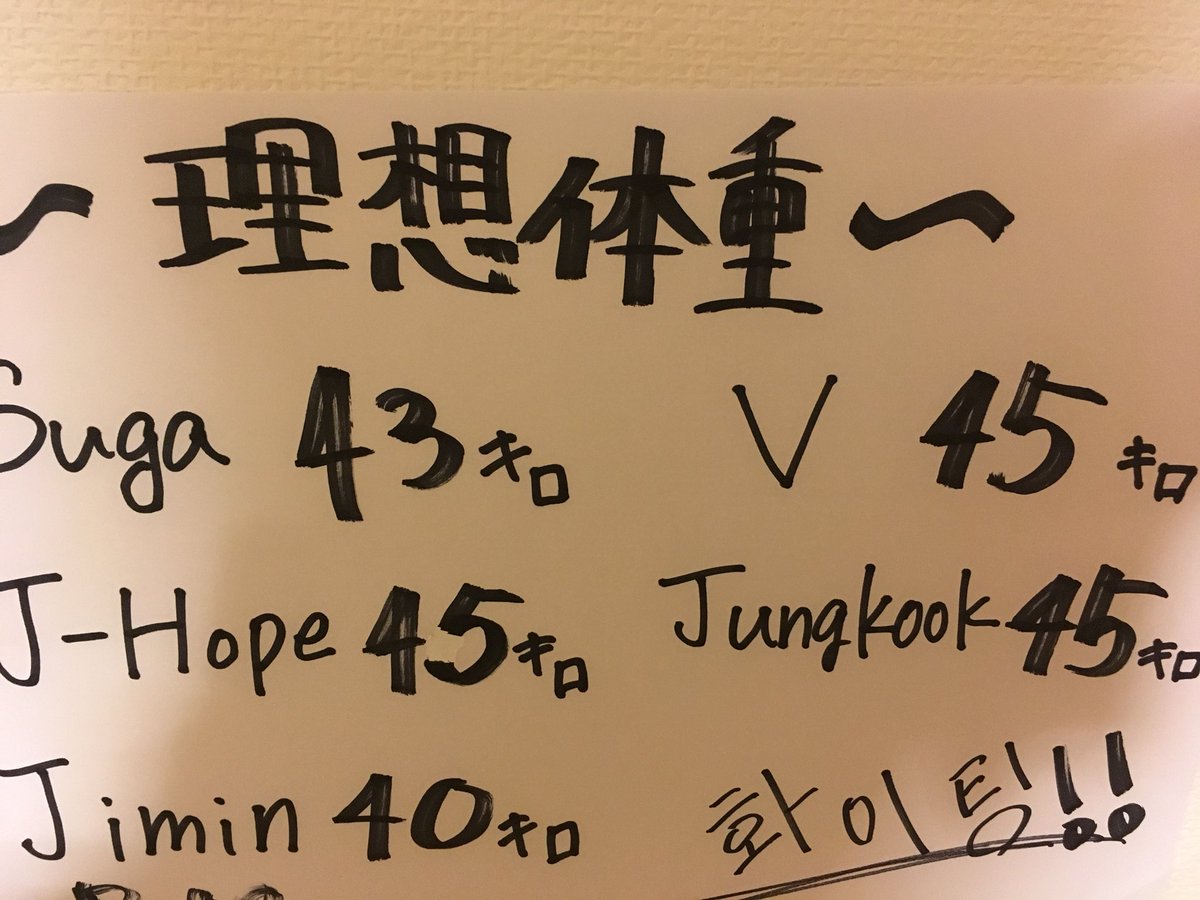 〜理想体重〜
Suga 43キロ
V 45キロ
J-Hope 45キロ
Jungkook 45キロ
Jimin 40キロ
화이팅!!